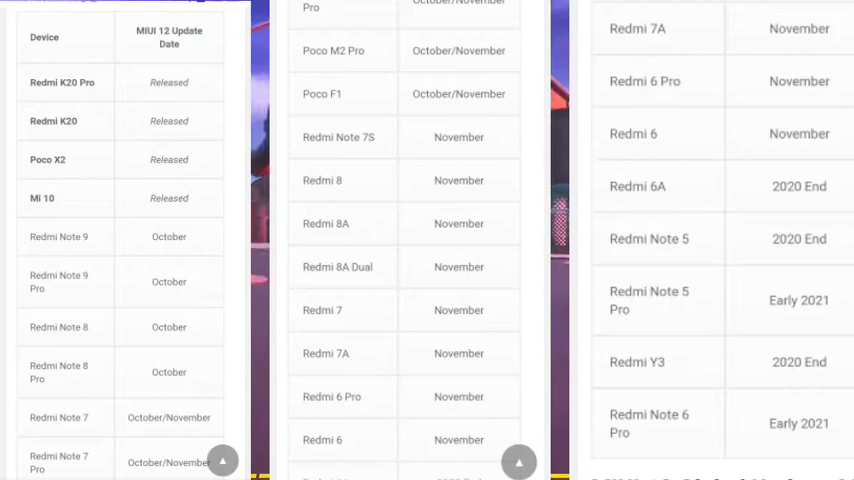 Device MIUI 12 Update
Date
Redmi K20 Pro Released
Redmi K20 Released
Poco X2 Released
Mi 10 Released
Redmi Note 9 October
Redmi Note 9
Pro October
Redmi Note 8 October
Redmi Note 8
Pro October
Redmi Note 7 October/November
Redmi Note 7
Pro October/November
Pro October/November
Poco M2 Pro October/November
Poco F1 October/November
Redmi Note 7S November
Redmi 8 November
Redmi 8A November
Redmi 8A Dual November
Redmi 7 November
Redmi 7A November
Redmi 6 Pro November
Redmi 6 November
Redmi 7A November
Redmi 6 Pro November
Redmi 6 November
Redmi 6A 2020 End
Redmi Note 5 2020 End
Redmi Note 5
Pro Early 2021
Redmi Y3 2020 End
Redmi Note 6
Pro Early 2021